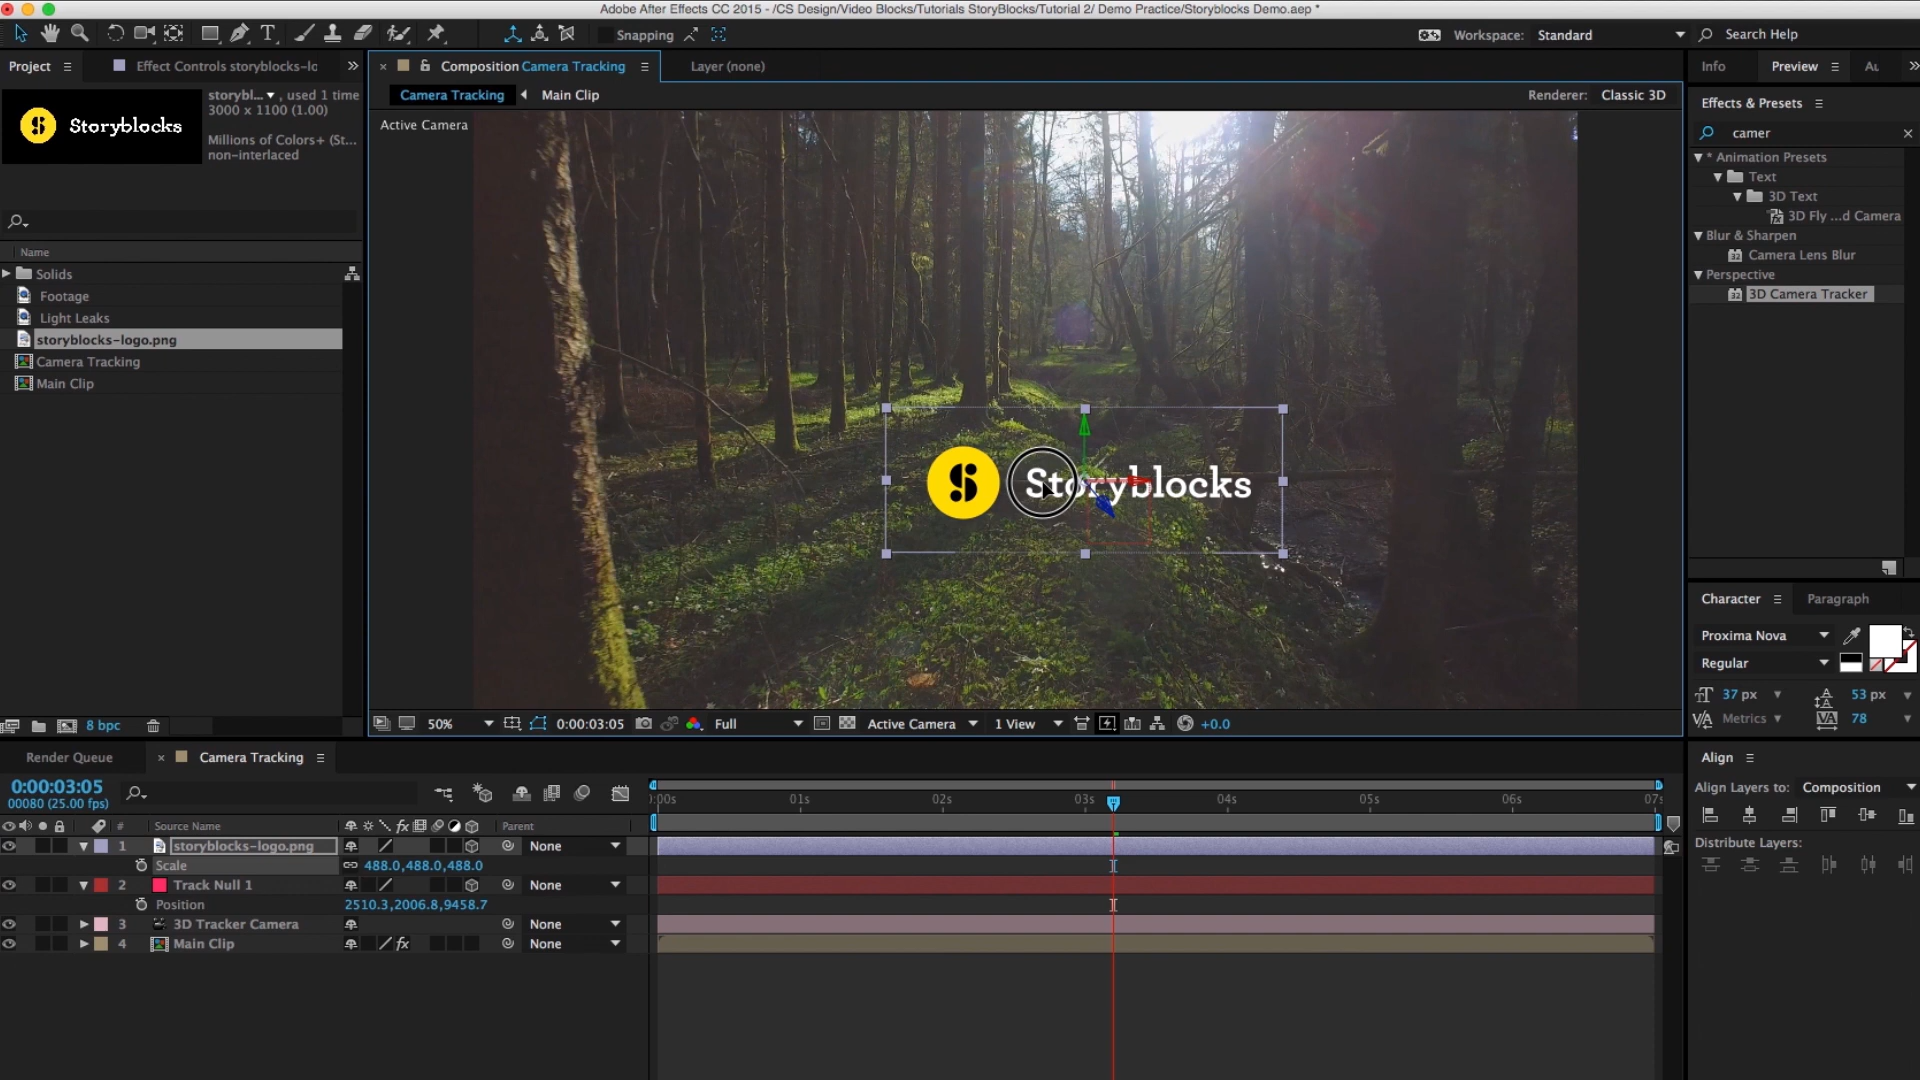 Adobe After Effects CC 2015 - /CS Design/Video Blocks/Tutorials StoryBlocks/Tutorial 2/ Demo Practice/Storyblocks Demo.aep *
Snapping
Workspace: Standard
Search Help
Project
Effect Controls storyblocks-lo
Composition Camera Tracking
Layer (none)
Info
Preview
Au
Storyblocks
storybl... , used 1 time
3000 x 1100 (1.00)
Millions of Colors+ (St...
non-interlaced
Camera Tracking
Main Clip
Renderer: Classic 3D
Active Camera
Effects & Presets
camer
* Animation Presets
Text
3D Text
3D Fly ...d Camera
Blur & Sharpen
Camera Lens Blur
Perspective
3D Camera Tracker
Name
Solids
Footage
Light Leaks
storyblocks-logo.png
Camera Tracking
Main Clip
Storyblocks
Character
Paragraph
Proxima Nova
Regular
37 px
53 px
Metrics
78
8 bpc
50%
0:00:03:05
Full
Active Camera
1 View
+0.0
Render Queue
Camera Tracking
Align
0:00:03:05
00080 (25.00 fps)
:00s
01s
02s
03s
04s
05s
06s
07s
Align Layers to: Composition
Distribute Layers:
# Source Name
fx
Parent
1 storyblocks-logo.png None
Scale 488.0,488.0,488.0
2 Track Null 1 None
Position 2510.3,2006.8,9458.7
3 3D Tracker Camera None
4 Main Clip fx None